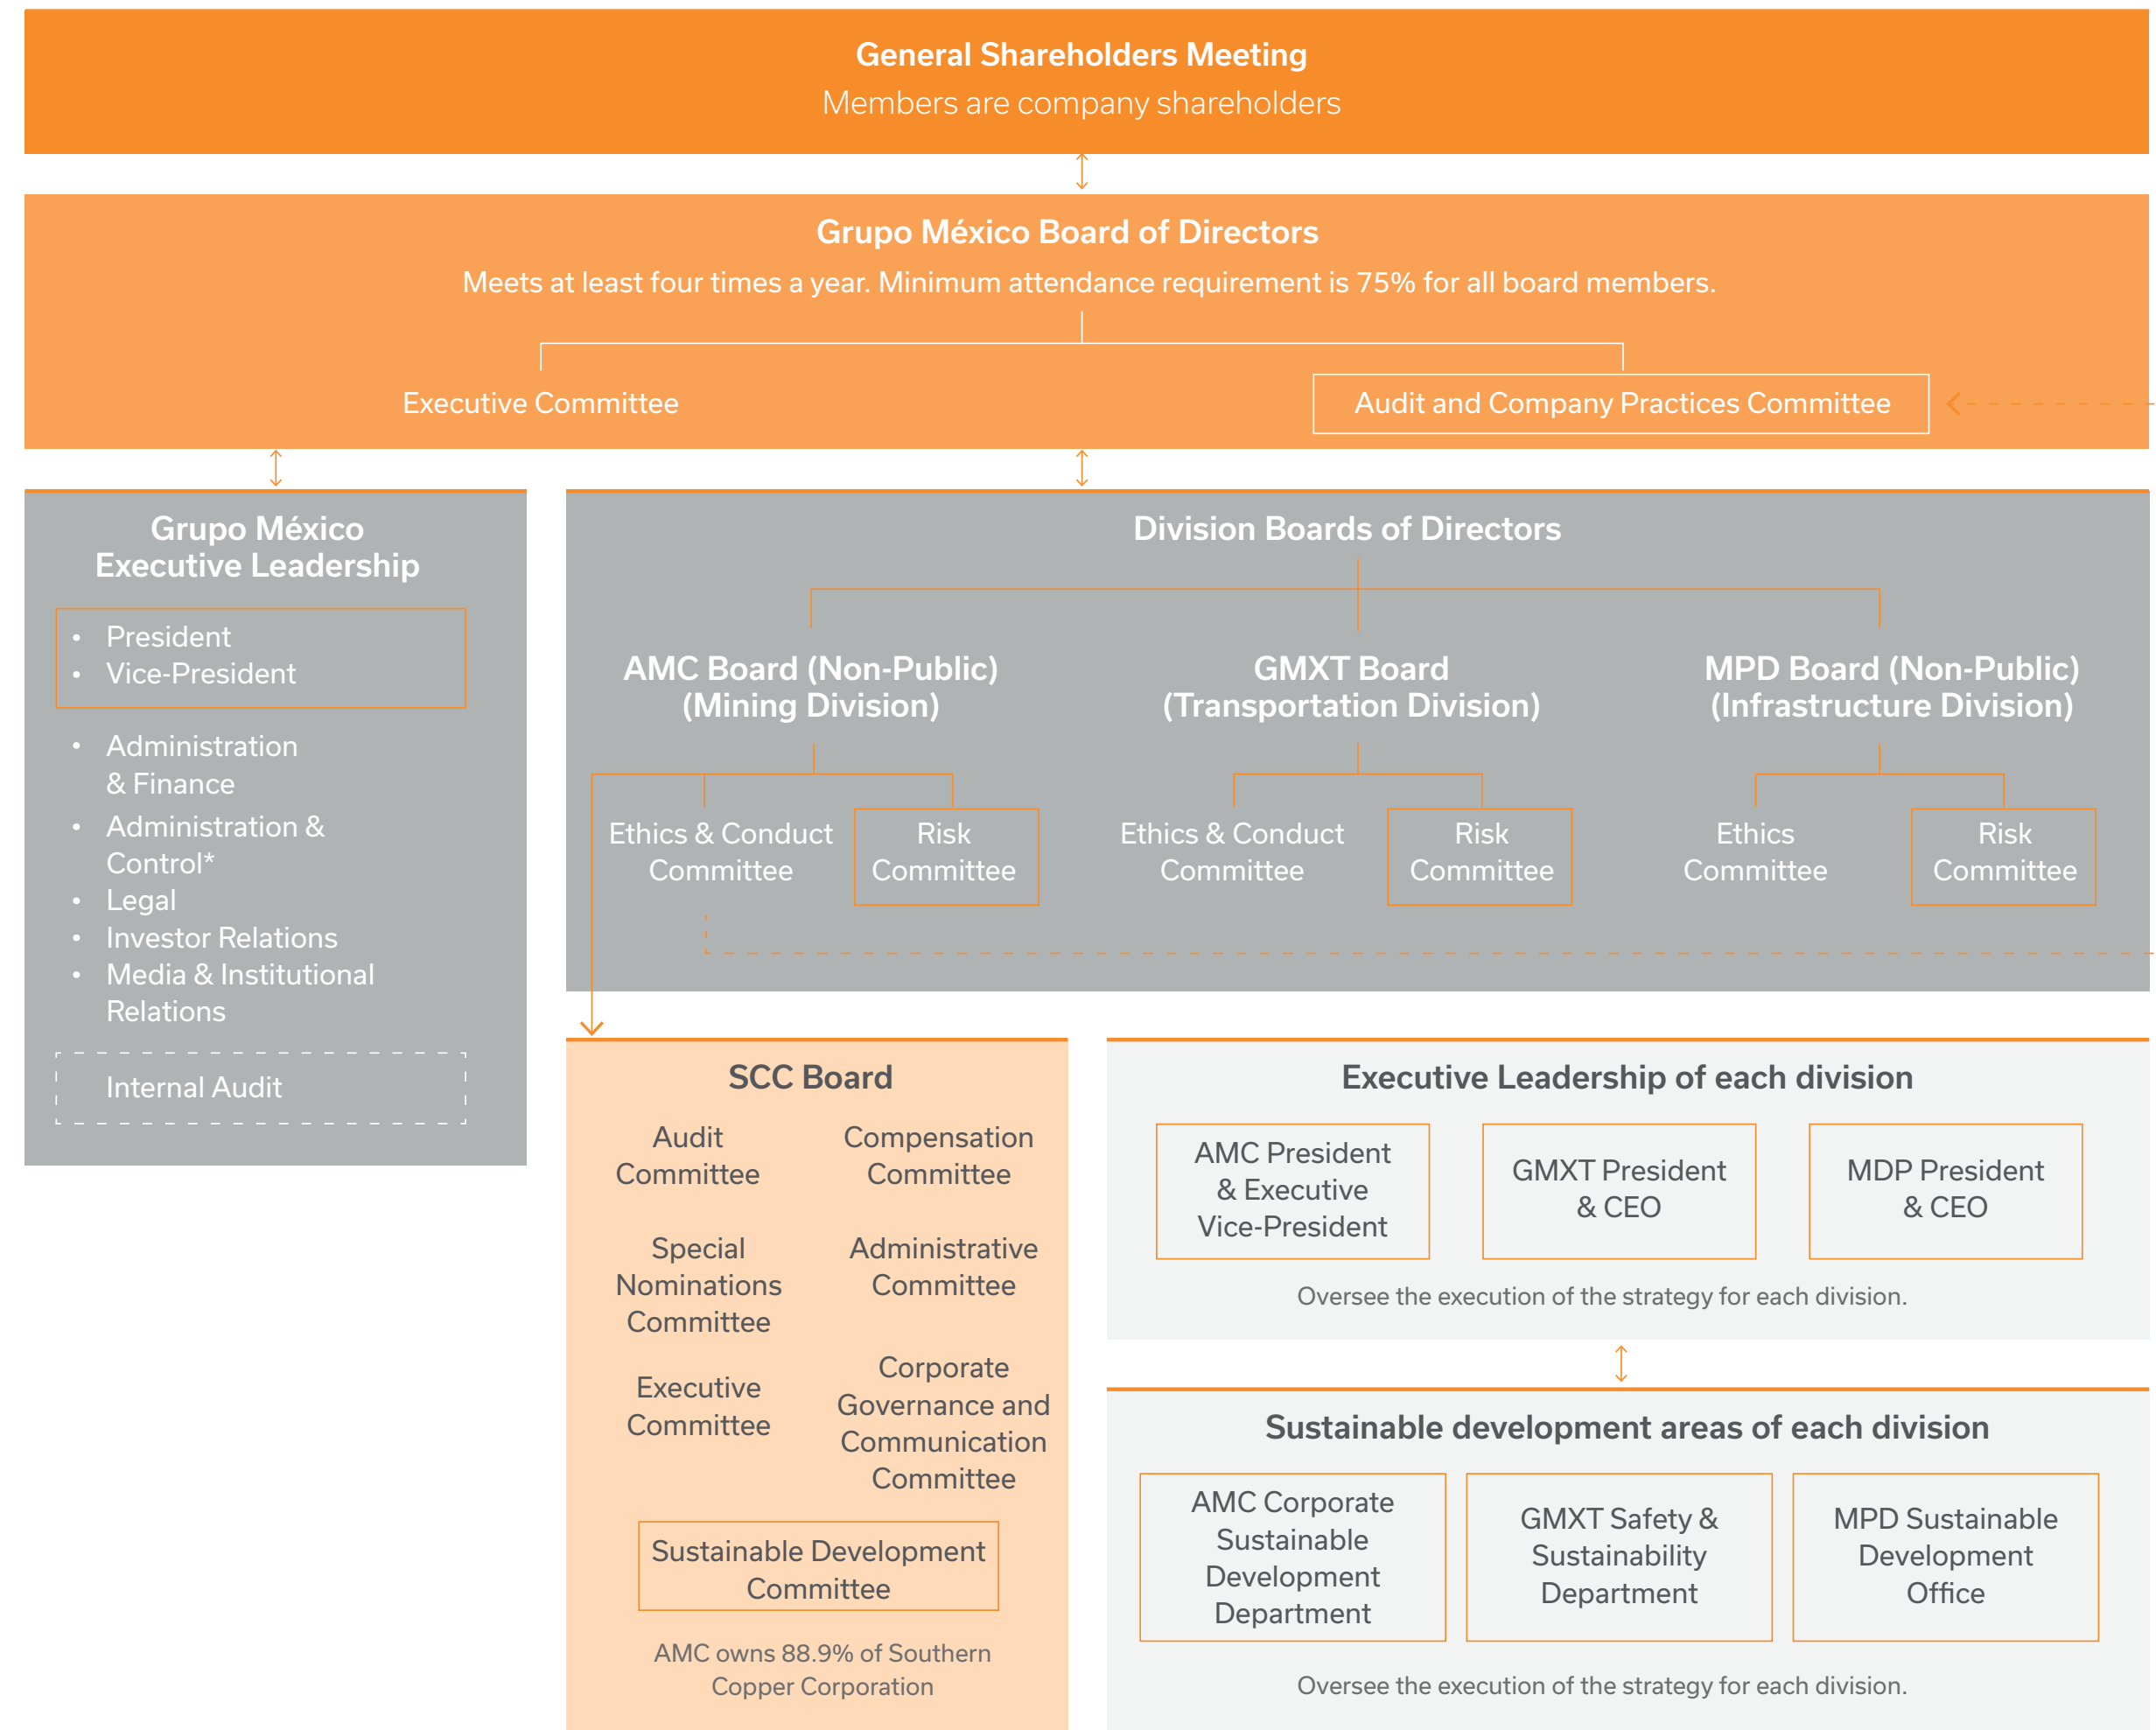 General Shareholders Meeting
Members are company shareholders
Grupo México Board of Directors
Meets at least four times a year. Minimum attendance requirement is 75% for all board members.
Executive Committee
Audit and Company Practices Committee
Grupo México
Executive Leadership
• President
• Vice-President
• Administration
& Finance
• Administration &
Control*
• Legal
• Investor Relations
• Media & Institutional
Relations
Internal Audit
Division Boards of Directors
AMC Board (Non-Public)
(Mining Division)
Ethics & Conduct
Committee
Risk
Committee
GMXT Board
(Transportation Division)
Ethics & Conduct
Committee
Risk
Committee
MPD Board (Non-Public)
(Infrastructure Division)
Ethics
Committee
Risk
Committee
SCC Board
Audit
Committee
Compensation
Committee
Special
Nominations
Committee
Administrative
Committee
Executive
Committee
Corporate
Governance and
Communication
Committee
Sustainable Development
Committee
AMC owns 88.9% of Southern
Copper Corporation
Executive Leadership of each division
AMC President
& Executive
Vice-President
GMXT President
& CEO
MDP President
& CEO
Oversee the execution of the strategy for each division.
Sustainable development areas of each division
AMC Corporate
Sustainable
Development
Department
GMXT Safety &
Sustainability
Department
MPD Sustainable
Development
Office
Oversee the execution of the strategy for each division.